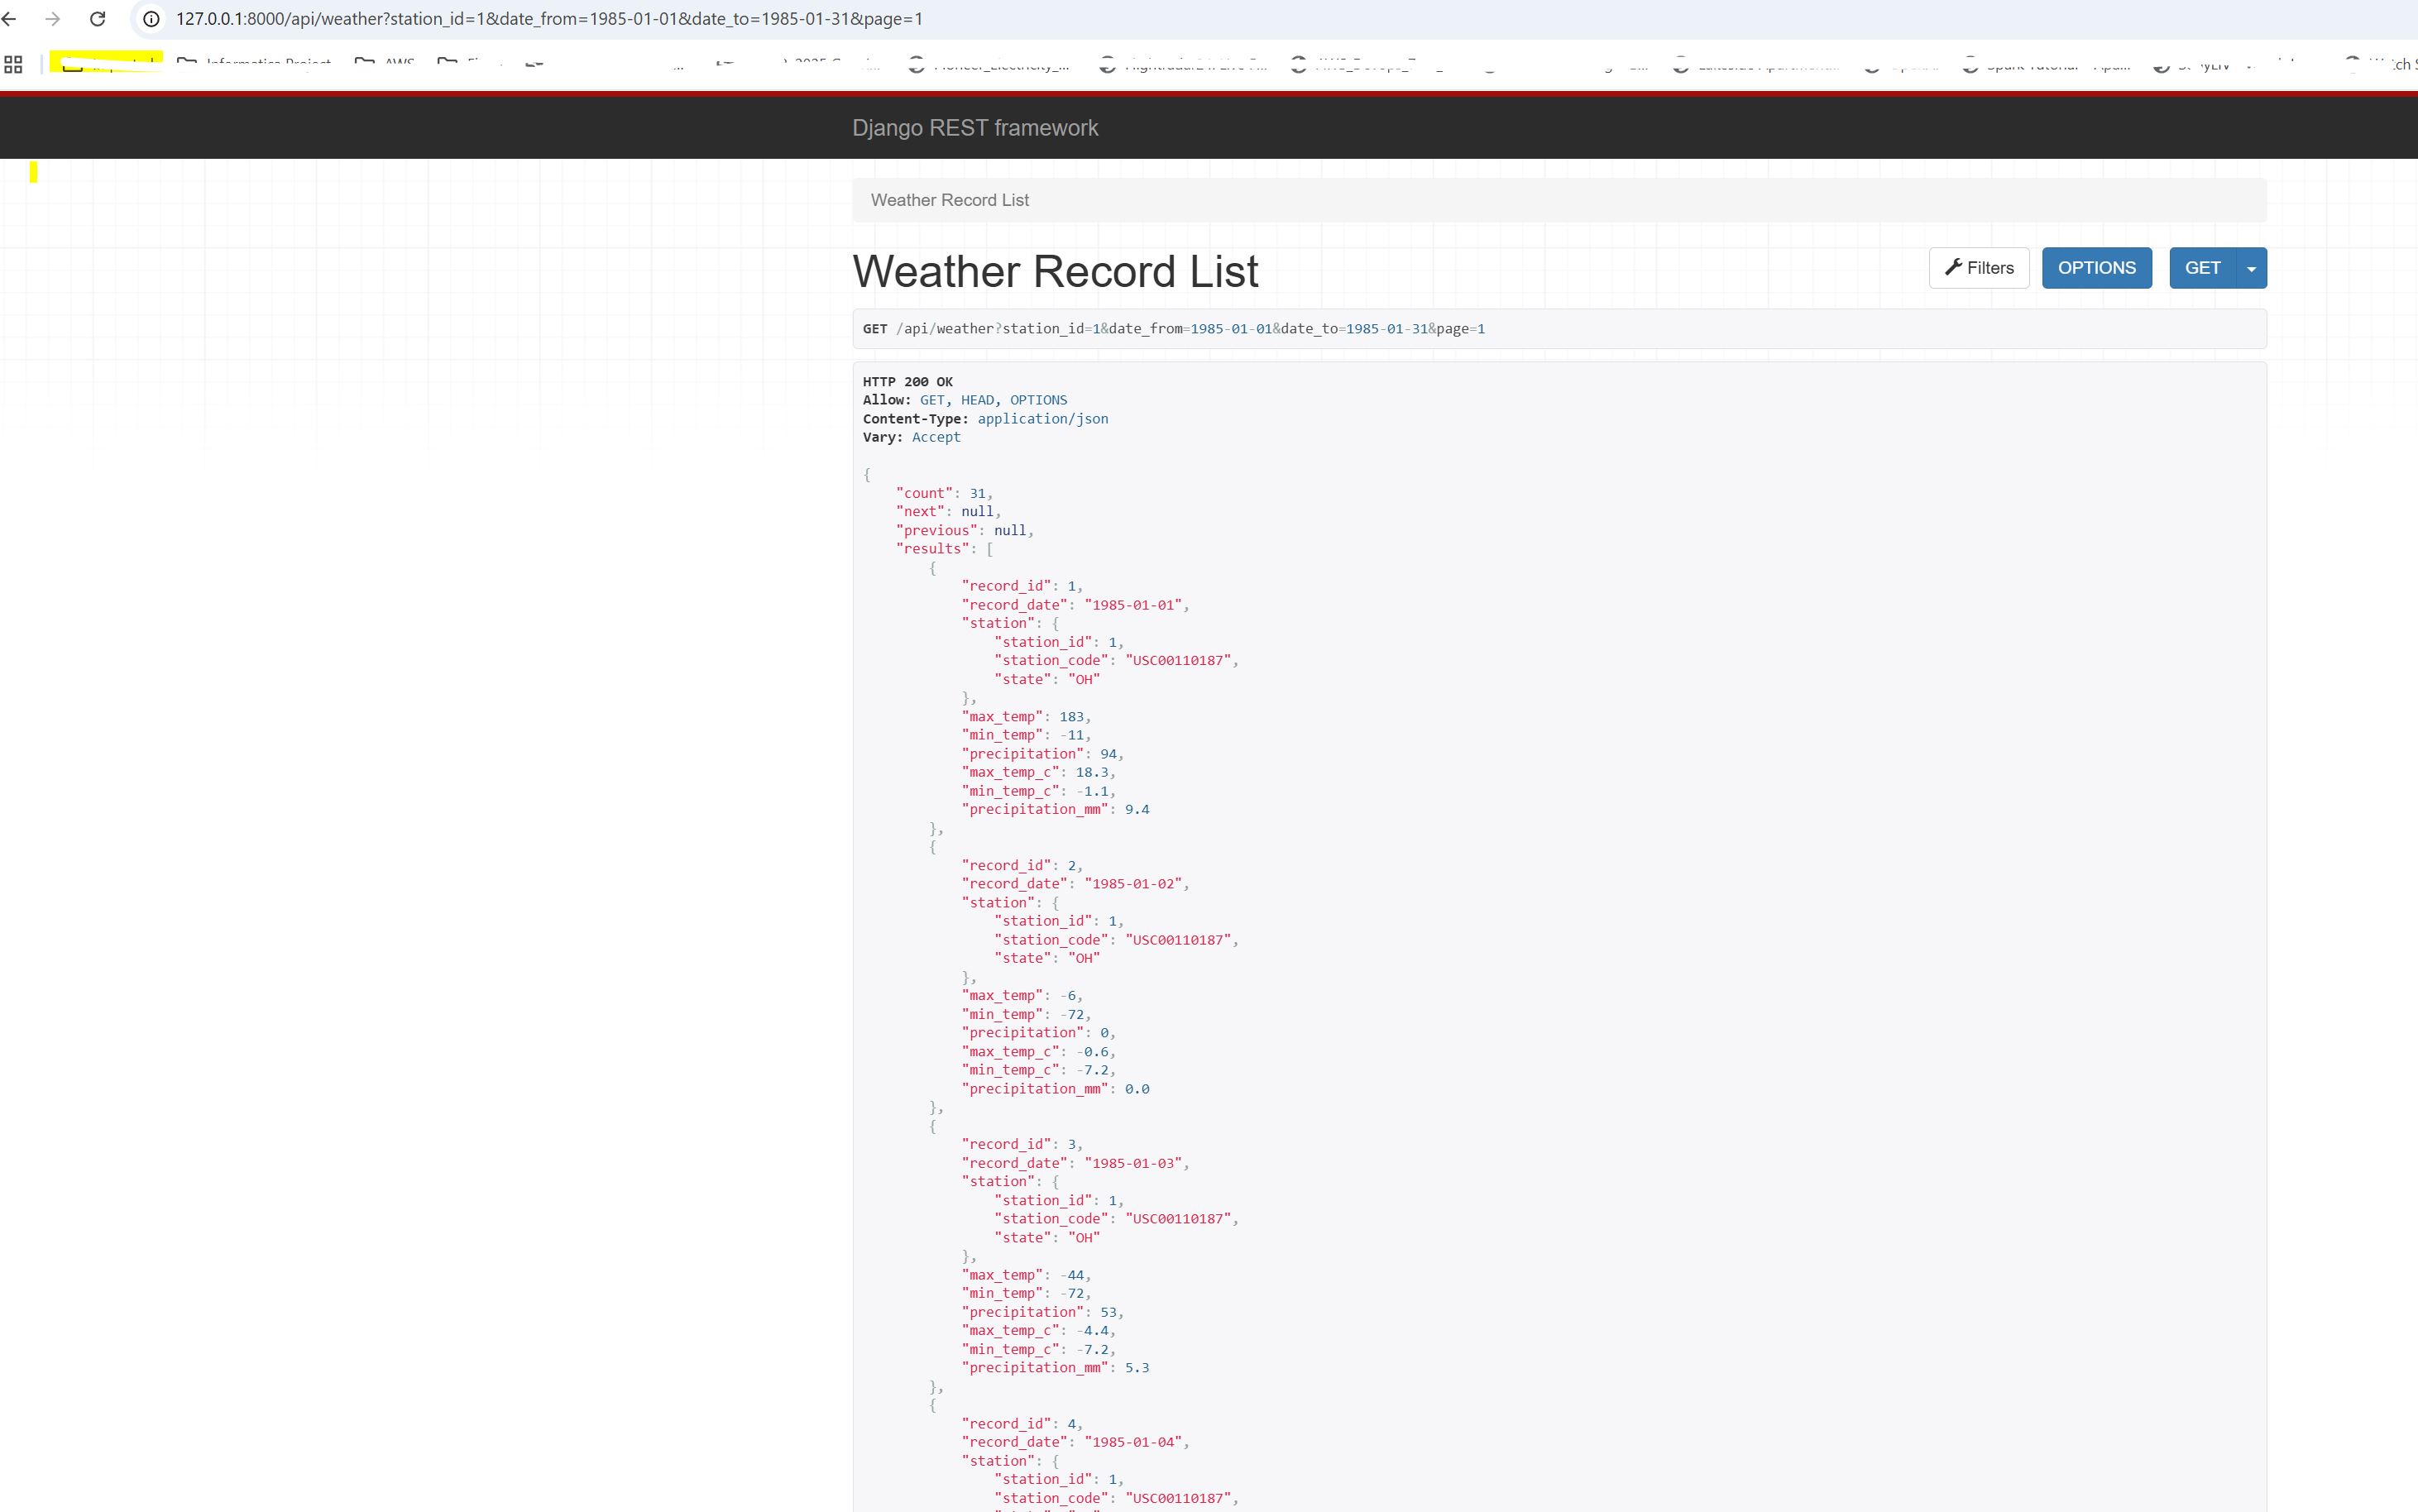 127.0.0.1:8000/api/weather?station_id=1&date_from=1985-01-01&date_to=1985-01-31&page=1
Informatica Project AWS
Django REST framework
Weather Record List
Weather Record List
Filters OPTIONS GET
GET /api/weather?station_id=1&date_from=1985-01-01&date_to=1985-01-31&page=1
HTTP 200 OK
Allow: GET, HEAD, OPTIONS
Content-Type: application/json
Vary: Accept
{
"count": 31,
"next": null,
"previous": null,
"results": [
{
"record_id": 1,
"record_date": "1985-01-01",
"station": {
"station_id": 1,
"station_code": "USC00110187",
"state": "OH"
},
"max_temp": 183,
"min_temp": -11,
"precipitation": 94,
"max_temp_c": 18.3,
"min_temp_c": -1.1,
"precipitation_mm": 9.4
},
{
"record_id": 2,
"record_date": "1985-01-02",
"station": {
"station_id": 1,
"station_code": "USC00110187",
"state": "OH"
},
"max_temp": -6,
"min_temp": -72,
"precipitation": 0,
"max_temp_c": -0.6,
"min_temp_c": -7.2,
"precipitation_mm": 0.0
},
{
"record_id": 3,
"record_date": "1985-01-03",
"station": {
"station_id": 1,
"station_code": "USC00110187",
"state": "OH"
},
"max_temp": -44,
"min_temp": -72,
"precipitation": 53,
"max_temp_c": -4.4,
"min_temp_c": -7.2,
"precipitation_mm": 5.3
},
{
"record_id": 4,
"record_date": "1985-01-04",
"station": {
"station_id": 1,
"station_code": "USC00110187",